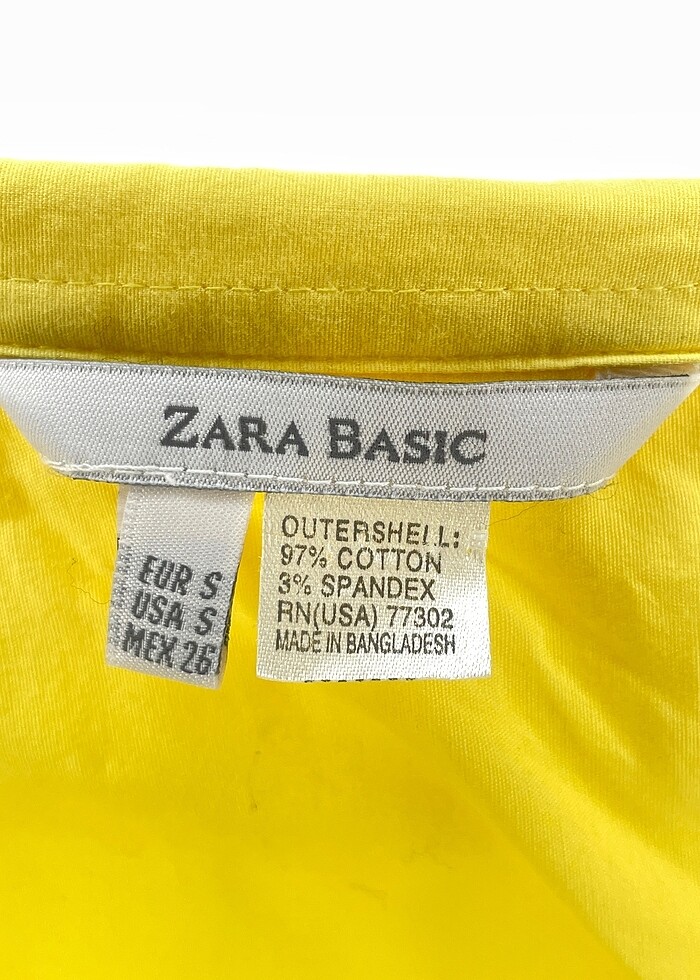 ZARA BASIC
EUR S
USA S
MEX 26
OUTERSHELL:
97% COTTON
3% SPANDEX
RN(USA) 77302
MADE IN BANGLADESH